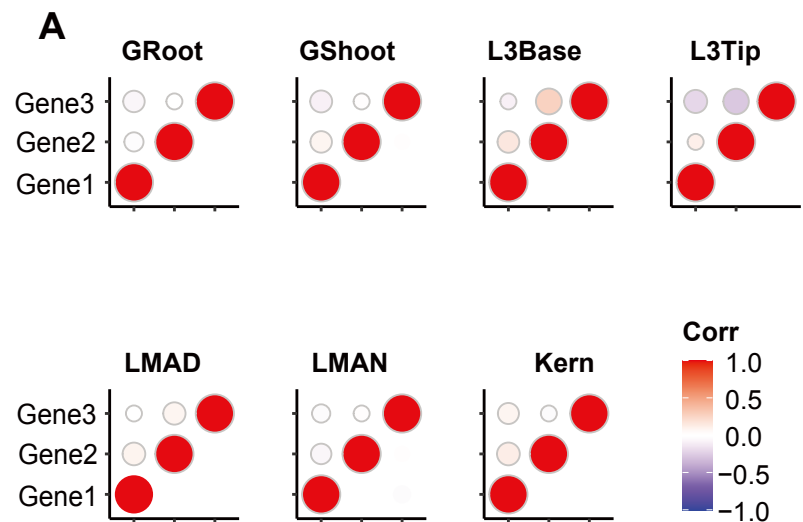 A
GRoot GShoot L3Base L3Tip
Gene3
Gene2
Gene1
LMAD LMAN Kern
Gene3
Gene2
Gene1
Corr
1.0
0.5
0.0
−0.5
−1.0